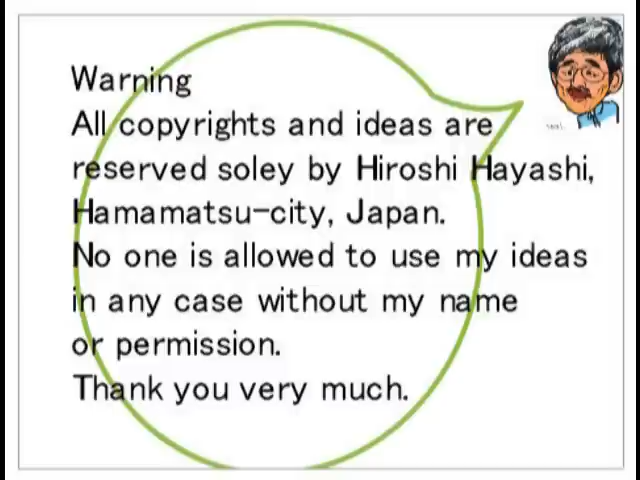 Warning
All copyrights and ideas are
reserved soley by Hiroshi Hayashi,
Hamamatsu-city, Japan.
No one is allowed to use my ideas
in any case without my name
or permission.
Thank you very much.